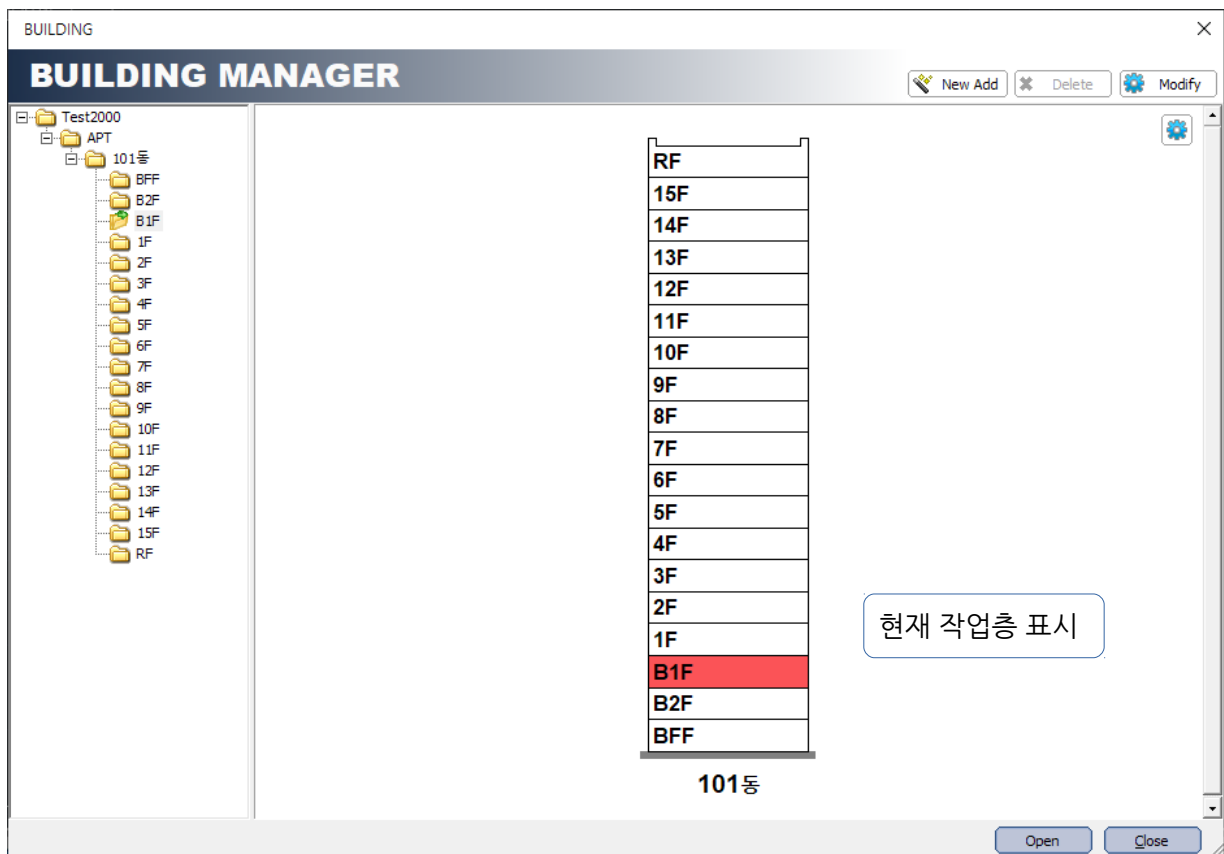 BUILDING
BUILDING MANAGER
New Add
Delete
Modify
Test2000
APT
101동
BFF
B2F
B1F
1F
2F
3F
4F
5F
6F
7F
8F
9F
10F
11F
12F
13F
14F
15F
RF
RF
15F
14F
13F
12F
11F
10F
9F
8F
7F
6F
5F
4F
3F
2F
1F
B1F
B2F
BFF
101동
현재 작업층 표시
Open
Close